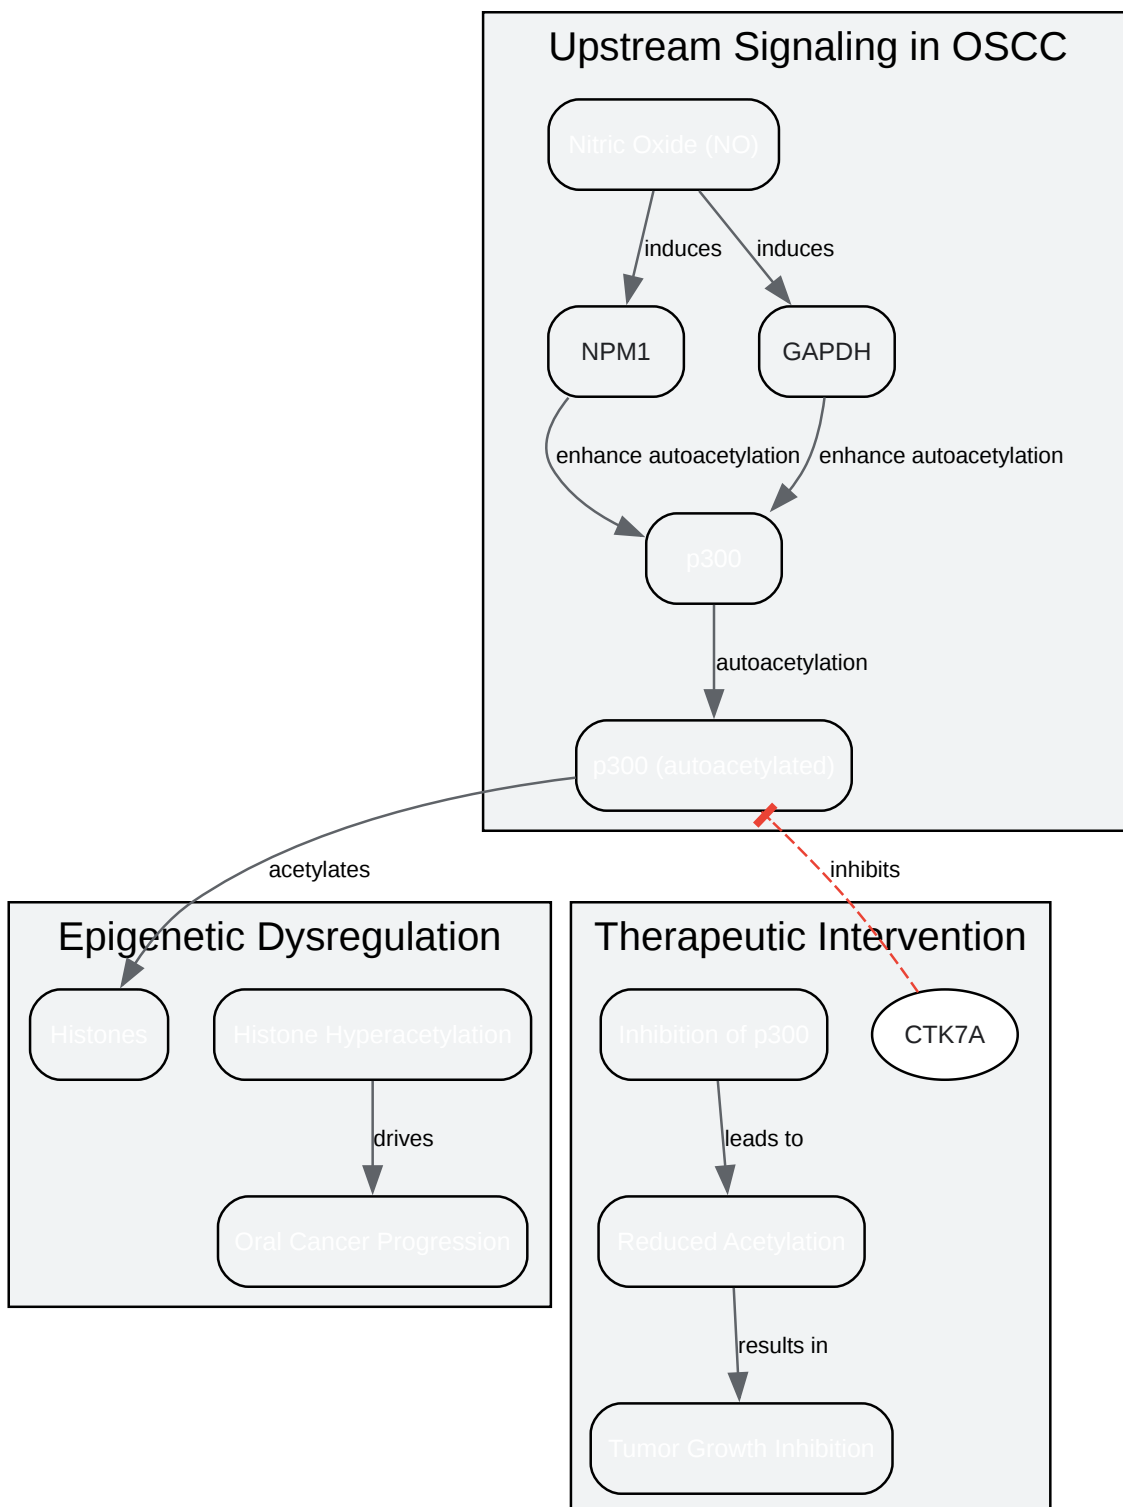 Upstream Signaling in OSCC
Nitric Oxide (NO)
induces
induces
NPM1
GAPDH
enhance autoacetylation
enhance autoacetylation
p300
autoacetylation
p300 (autoacetylated)
acetylates
inhibits
Epigenetic Dysregulation
Histones
Histone Hyperacetylation
drives
Oral Cancer Progression
Therapeutic Intervention
Inhibition of p300
CTK7A
leads to
Reduced Acetylation
results in
Tumor Growth Inhibition